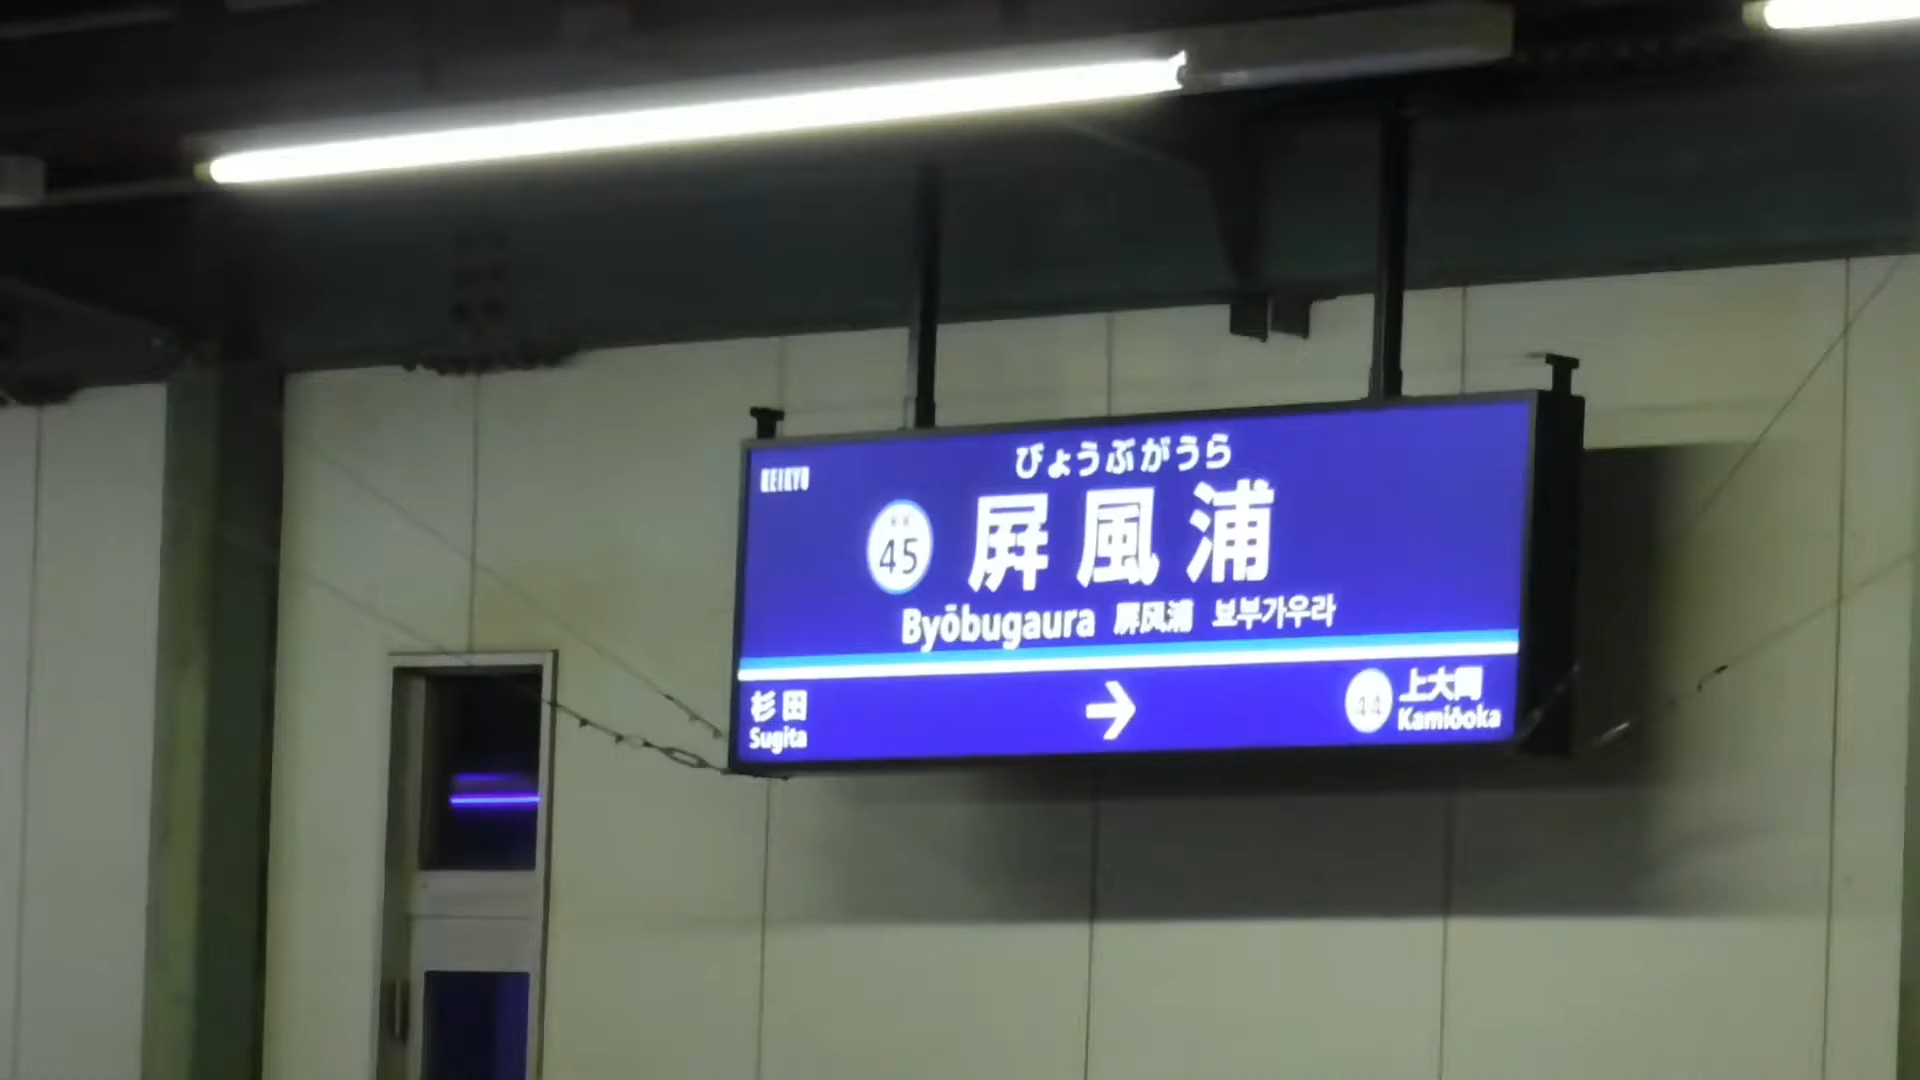 KEIKYU
びょうぶがうら
45
屏風浦
Byōbugaura 屏风浦 뵤부가우라
杉田
Sugita
→
44
上大岡
Kamiōoka